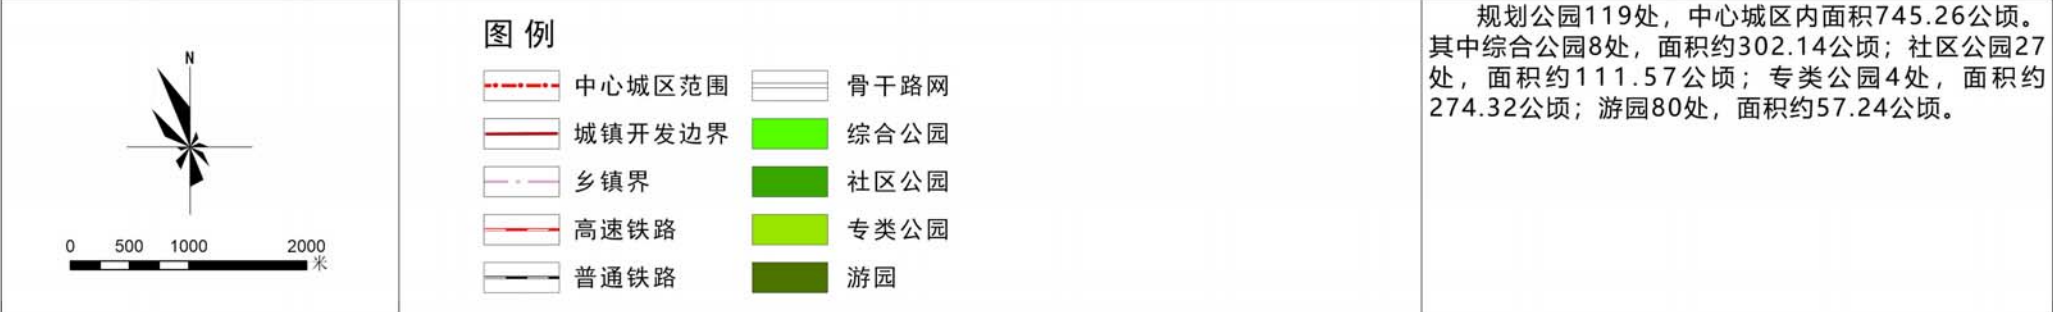 N
0 500 1000 2000
米
图例
中心城区范围
城镇开发边界
乡镇界
高速铁路
普通铁路
骨干路网
综合公园
社区公园
专类公园
游园
规划公园119处，中心城区内面积745.26公顷。
其中综合公园8处，面积约302.14公顷；社区公园27
处，面积约111.57公顷；专类公园4处，面积约
274.32公顷；游园80处，面积约57.24公顷。